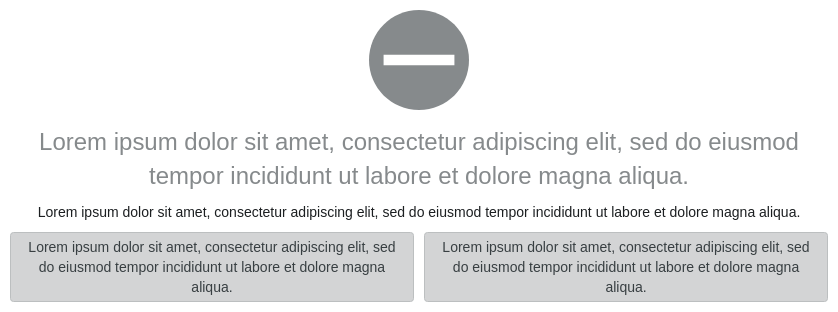 Lorem ipsum dolor sit amet, consectetur adipiscing elit, sed do eiusmod
tempor incididunt ut labore et dolore magna aliqua.
Lorem ipsum dolor sit amet, consectetur adipiscing elit, sed do eiusmod tempor incididunt ut labore et dolore magna aliqua.
Lorem ipsum dolor sit amet, consectetur adipiscing elit, sed
do eiusmod tempor incididunt ut labore et dolore magna
aliqua.
Lorem ipsum dolor sit amet, consectetur adipiscing elit, sed
do eiusmod tempor incididunt ut labore et dolore magna
aliqua.